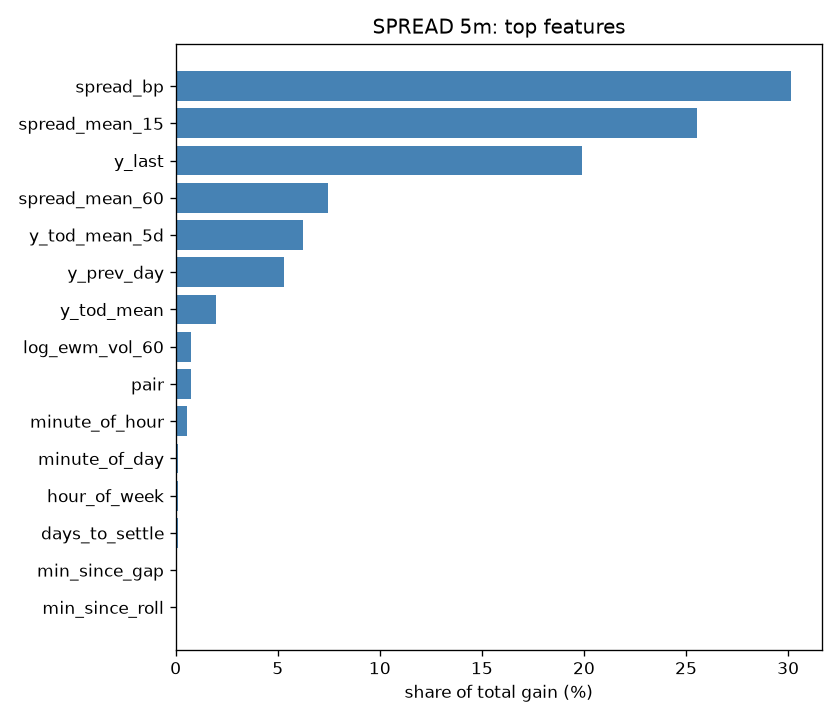 SPREAD 5m: top features
spread_bp
spread_mean_15
y_last
spread_mean_60
y_tod_mean_5d
y_prev_day
y_tod_mean
log_ewm_vol_60
pair
minute_of_hour
minute_of_day
hour_of_week
days_to_settle
min_since_gap
min_since_roll
0 5 10 15 20 25 30
share of total gain (%)